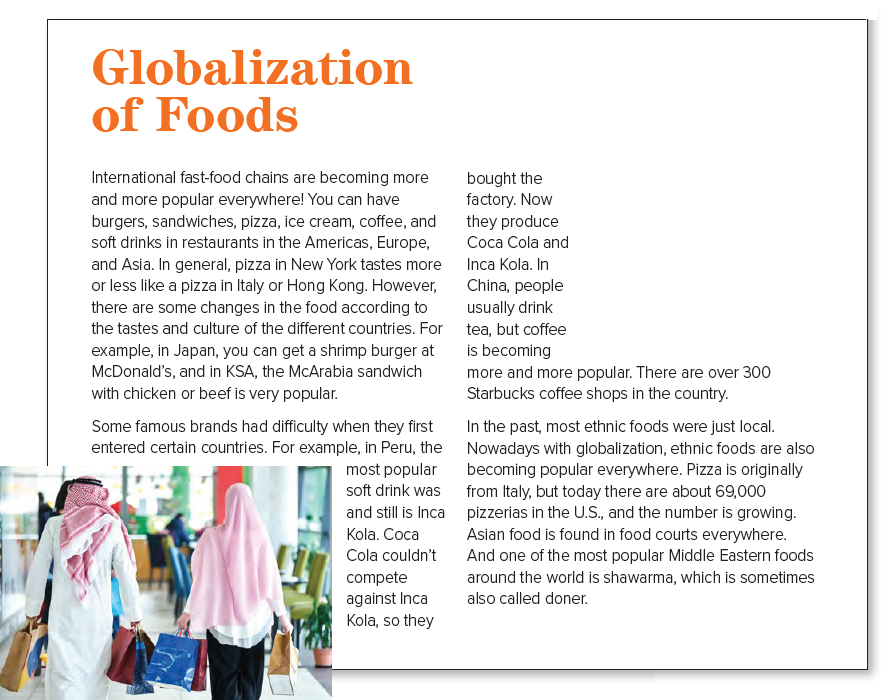 Globalization
of Foods
International fast-food chains are becoming more
and more popular everywhere! You can have
burgers, sandwiches, pizza, ice cream, coffee, and
soft drinks in restaurants in the Americas, Europe,
and Asia. In general, pizza in New York tastes more
or less like a pizza in Italy or Hong Kong. However,
there are some changes in the food according to
the tastes and culture of the different countries. For
example, in Japan, you can get a shrimp burger at
McDonald's, and in KSA, the McArabia sandwich
with chicken or beef is very popular.
Some famous brands had difficulty when they first
entered certain countries. For example, in Peru, the
most popular
soft drink was
and still is Inca
Kola. Coca
Cola couldn't
compete
against Inca
Kola, so they
bought the
factory. Now
they produce
Coca Cola and
Inca Kola. In
China, people
usually drink
tea, but coffee
is becoming
more and more popular. There are over 300
Starbucks coffee shops in the country.
In the past, most ethnic foods were just local.
Nowadays with globalization, ethnic foods are also
becoming popular everywhere. Pizza is originally
from Italy, but today there are about 69,000
pizzerias in the U.S., and the number is growing.
Asian food is found in food courts everywhere.
And one of the most popular Middle Eastern foods
around the world is shawarma, which is sometimes
also called doner.